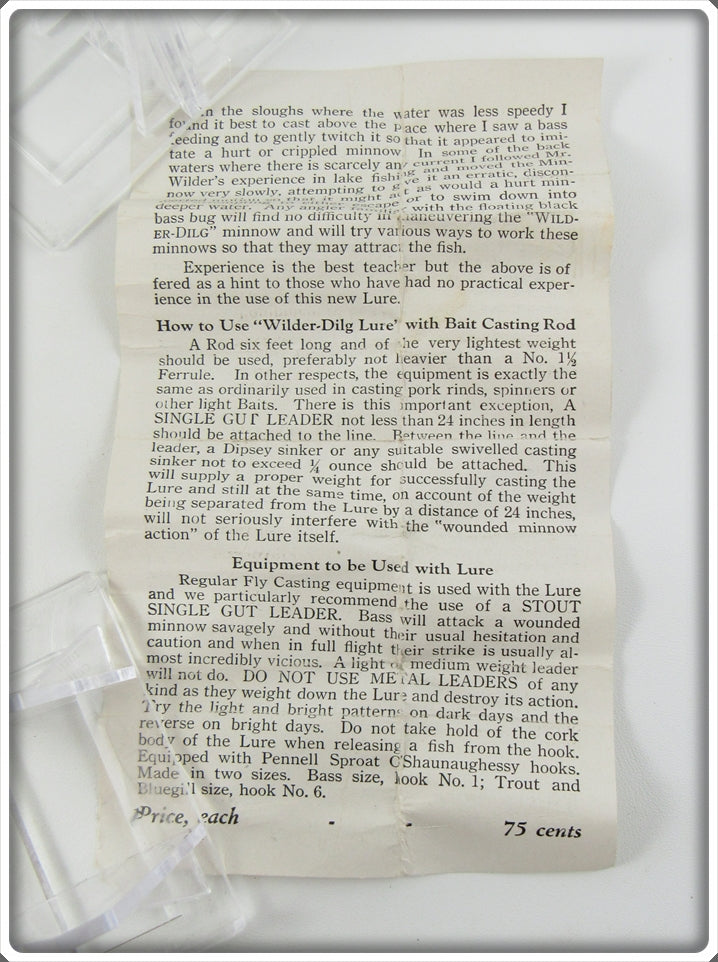 in the sloughs where the water was less speedy I
found it best to cast above the place where I saw a bass
feeding and to gently twitch it so that it appeared to imi-
tate a hurt or crippled minnow. In some of the back
waters where there is scarcely any current I followed Mr.
Wilder's experience in lake fishing and moved the Min-
now very slowly, attempting to give it an erratic, discon-
that it might act as would a hurt min-
escape or to swim down into
deeper water. Any angler with the floating black
bass bug will find no difficulty in maneuvering the "WILD-
ER-DILG" minnow and will try various ways to work these
minnows so that they may attract the fish.
Experience is the best teacher but the above is of
fered as a hint to those who have had no practical exper-
ience in the use of this new Lure.
How to Use "Wilder-Dilg Lure" with Bait Casting Rod
A Rod six feet long and of the very lightest weight
should be used, preferably not heavier than a No. 1½
Ferrule. In other respects, the equipment is exactly the
same as ordinarily used in casting pork rinds, spinners or
other light Baits. There is this important exception, A
SINGLE GUT LEADER not less than 24 inches in length
should be attached to the line. Between the line and the
leader, a Dipsey sinker or any suitable swivelled casting
sinker not to exceed ¼ ounce should be attached. This
will supply a proper weight for successfully casting the
Lure and still at the same time, on account of the weight
being separated from the Lure by a distance of 24 inches,
will not seriously interfere with the "wounded minnow
action" of the Lure itself.
Equipment to be Used with Lure
Regular Fly Casting equipment is used with the Lure
and we particularly recommend the use of a STOUT
SINGLE GUT LEADER. Bass will attack a wounded
minnow savagely and without their usual hesitation and
caution and when in full flight their strike is usually al-
most incredibly vicious. A light or medium weight leader
will not do. DO NOT USE METAL LEADERS of any
kind as they weight down the Lure and destroy its action.
Try the light and bright patterns on dark days and the
reverse on bright days. Do not take hold of the cork
body of the Lure when releasing a fish from the hook.
Equipped with Pennell Sproat O'Shaunaughessy hooks.
Made in two sizes. Bass size, hook No. 1; Trout and
Bluegill size, hook No. 6.
Price, each - - 75 cents